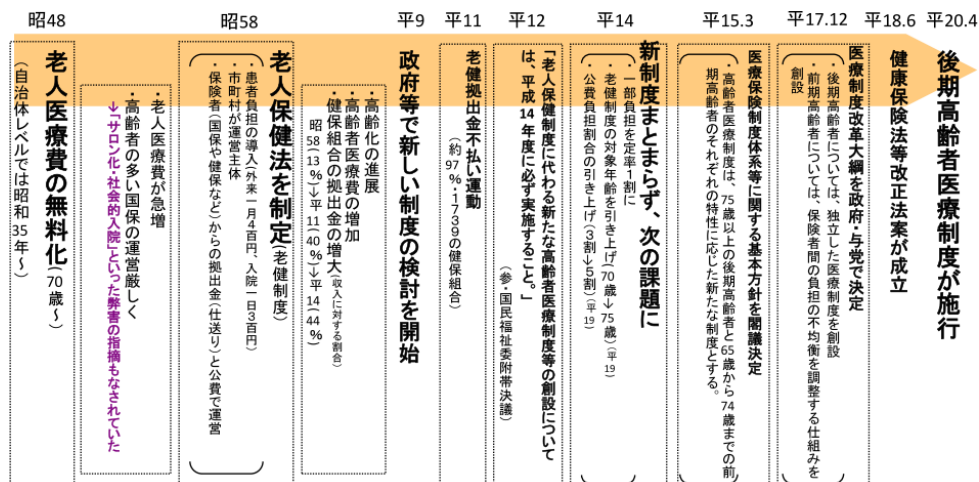 昭48
昭58
平9
平11
平12
平14
平15.3
平17.12
平18.6
平20.4
老人医療費の無料化(70歳~)
(自治体レベルでは昭和35年~)
・老人医療費が急増
・高齢者の多い国保の運営厳しく
→「サロン化・社会的入院」といった弊害の指摘もなされていた
老人保健法を制定(老健制度)
・患者負担の導入(外来一月4百円、入院一日3百円)
・市町村が運営主体
・保険者(国保や健保など)からの拠出金(仕送り)と公費で運営
・高齢化の進展
・高齢者医療費の増加
・健保組合の拠出金の増大(収入に対する割合)
昭58(13%)→平11(40%)→平14(44%)
政府等で新しい制度の検討を開始
老健拠出金不払い運動
(約97%・1739の健保組合)
「老人保健制度に代わる新たな高齢者医療制度等の創設について
は、平成14年度に必ず実施すること。」
(参・国民福祉委附帯決議)
新制度まとまらず、次の課題に
・一部負担を定率1割に
・老健制度の対象年齢を引き上げ(70歳→75歳)(平19)
・公費負担割合の引き上げ(3割→5割)(平19)
医療保険制度体系等に関する基本方針を閣議決定
・高齢者医療制度は、75歳以上の後期高齢者と65歳から74歳までの前
期高齢者のそれぞれの特性に応じた新たな制度とする。
医療制度改革大綱を政府・与党で決定
・後期高齢者については、独立した医療制度を創設
・前期高齢者については、保険者間の負担の不均衡を調整する仕組みを
創設
健康保険法等改正法案が成立
後期高齢者医療制度が施行